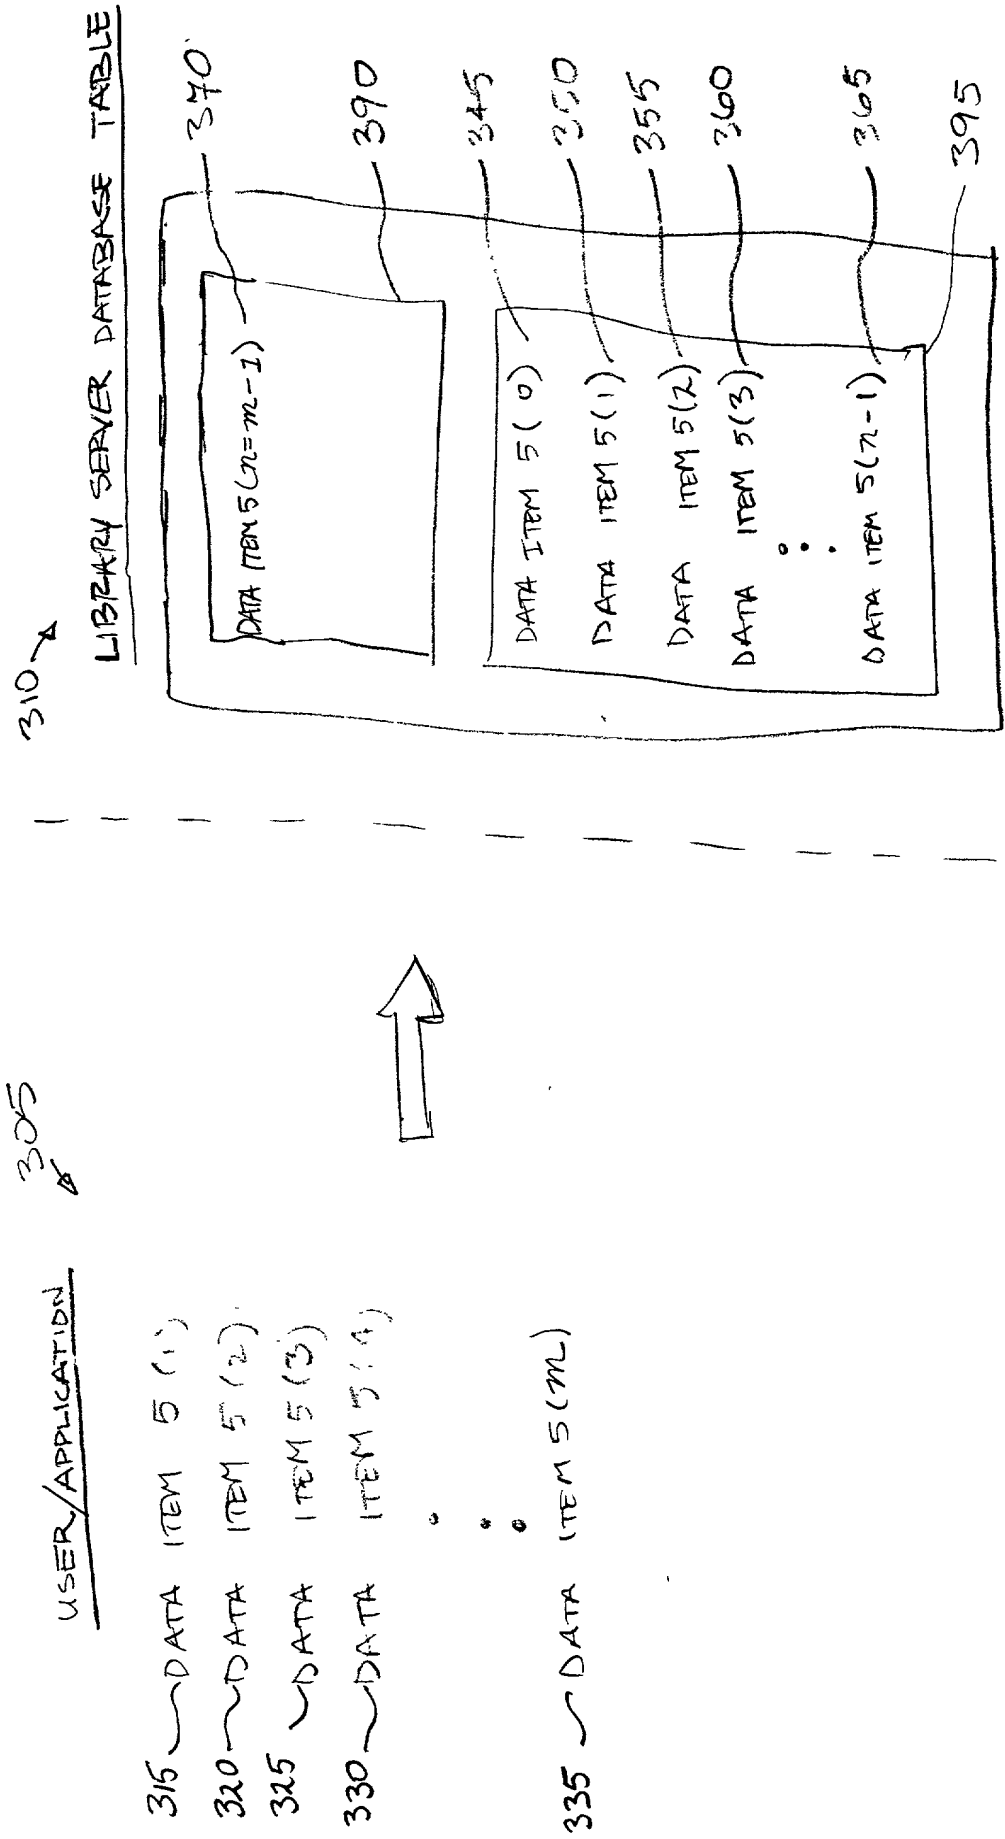 305
USER/APPLICATION
315 DATA ITEM 5 (1)
320 DATA ITEM 5 (2)
325 DATA ITEM 5 (3)
330 DATA ITEM 5 (4)
335 DATA ITEM 5 (m)
310
LIBRARY SERVER DATABASE TABLE
DATA ITEM 5 (n=m-1) 370
390
DATA ITEM 5 (0) 345
DATA ITEM 5 (1) 350
DATA ITEM 5 (2) 355
DATA ITEM 5 (3) 360
DATA ITEM 5 (n-1) 365
395